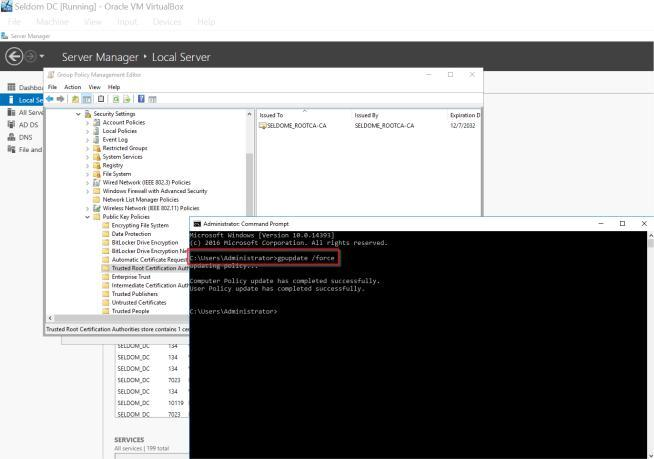 Seldom DC [Running] - Oracle VM VirtualBox
File Machine View Input Devices Help
Server Manager
Server Manager • Local Server
Dashboa
Local Se
All Serve
AD DS
DNS
File and
Group Policy Management Editor
File Action View Help
Security Settings
Account Policies
Local Policies
Event Log
Restricted Groups
System Services
Registry
File System
Wired Network (IEEE 802.3) Policies
Windows Firewall with Advanced Security
Network List Manager Policies
Wireless Network (IEEE 802.11) Policies
Public Key Policies
Encrypting File System
Data Protection
BitLocker Drive Encryption
BitLocker Drive Encryption Ne
Automatic Certificate Request
Trusted Root Certification Auth
Enterprise Trust
Intermediate Certification Auth
Trusted Publishers
Untrusted Certificates
Trusted People
Trusted Root Certification Authorities store contains 1 cer
Issued To Issued By Expiration D
SELDOME_ROOTCA-CA SELDOME_ROOTCA-CA 12/7/2032
Administrator: Command Prompt
Microsoft Windows [Version 10.0.14393]
(c) 2016 Microsoft Corporation. All rights reserved.
C:\Users\Administrator>gpupdate /force
Updating policy...
Computer Policy update has completed successfully.
User Policy update has completed successfully.
C:\Users\Administrator>
SELDOM_DC 134
SELDOM_DC 134
SELDOM_DC 134
SELDOM_DC 7023
SELDOM_DC 134
SELDOM_DC 10119
SELDOM_DC 7023
SERVICES
All services | 199 total